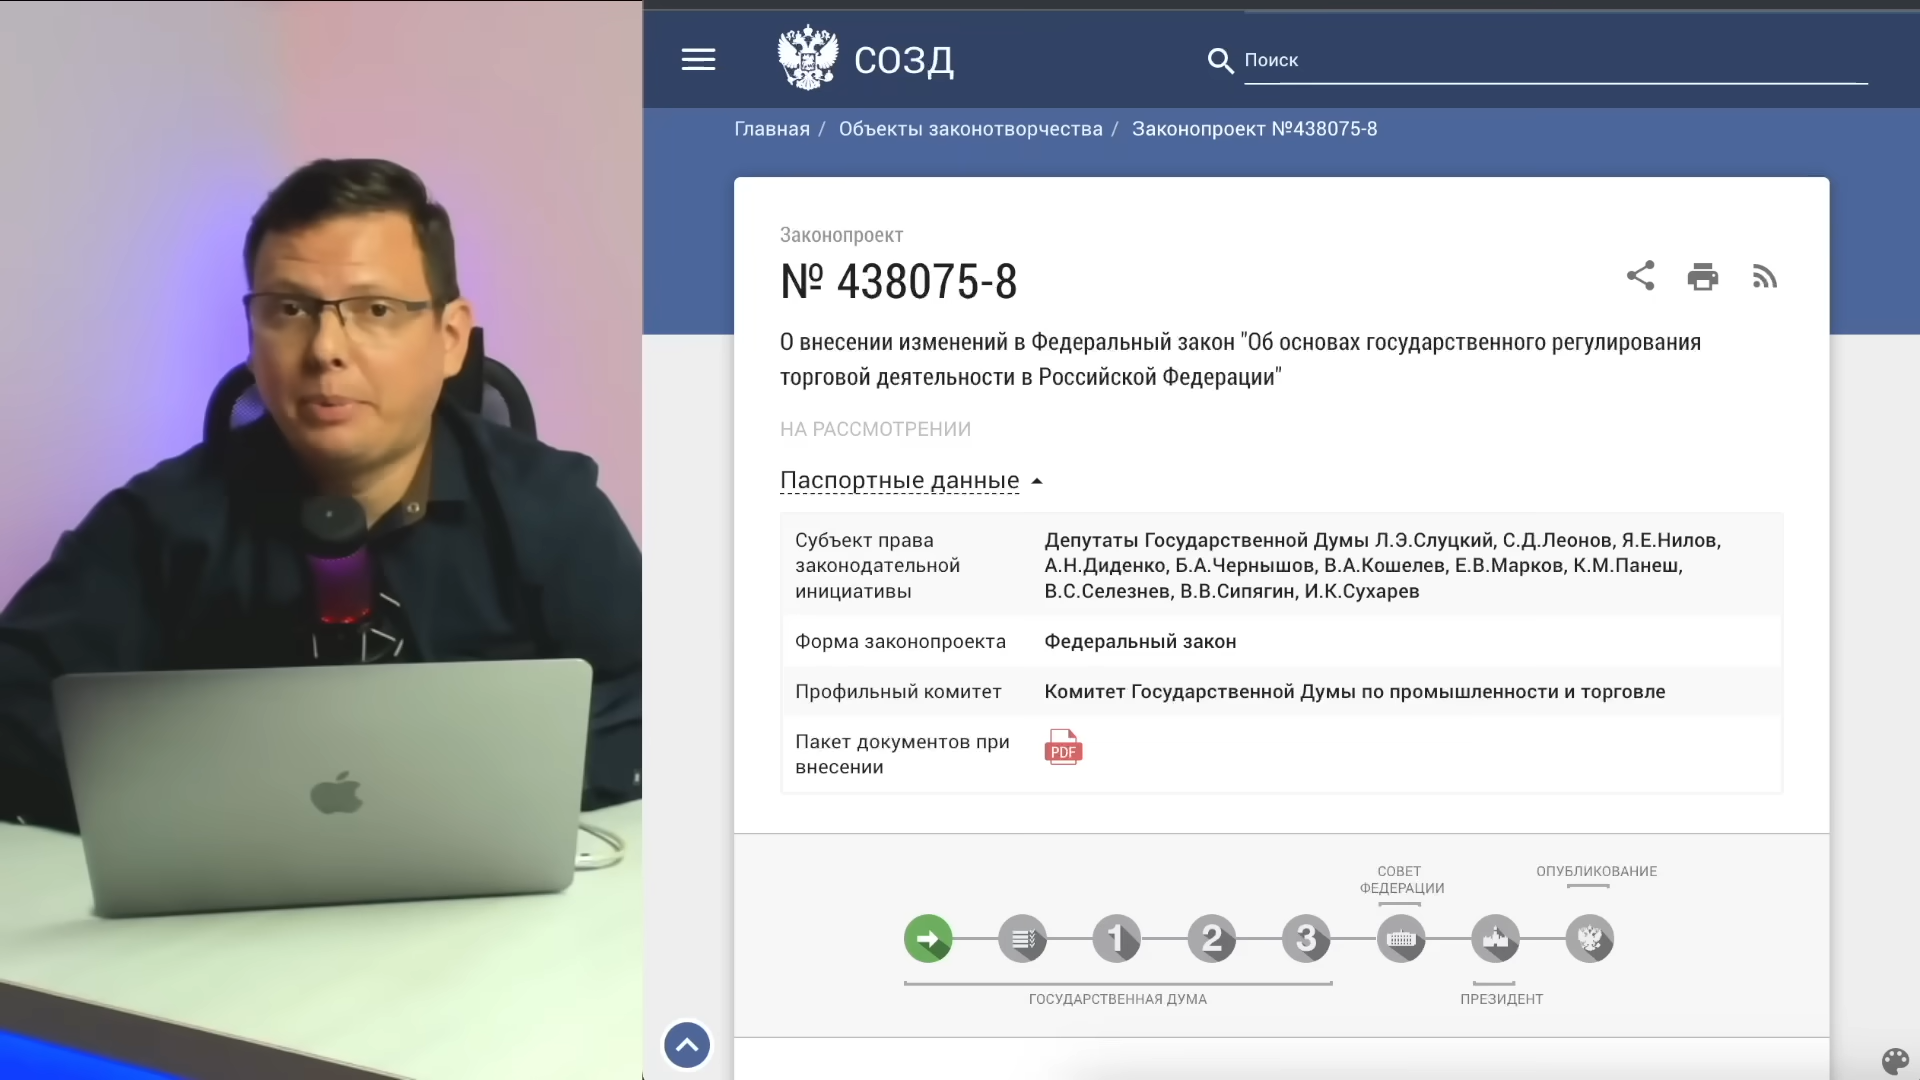 СОЗД
Поиск
Главная / Объекты законотворчества / Законопроект №438075-8
Законопроект
№ 438075-8
О внесении изменений в Федеральный закон "Об основах государственного регулирования
торговой деятельности в Российской Федерации"
НА РАССМОТРЕНИИ
Паспортные данные
Субъект права
законодательной
инициативы
Депутаты Государственной Думы Л.Э.Слуцкий, С.Д.Леонов, Я.Е.Нилов,
А.Н.Диденко, Б.А.Чернышов, В.А.Кошелев, Е.В.Марков, К.М.Панеш,
В.С.Селезнев, В.В.Сипягин, И.К.Сухарев
Форма законопроекта
Федеральный закон
Профильный комитет
Комитет Государственной Думы по промышленности и торговле
Пакет документов при
внесении
PDF
СОВЕТ
ФЕДЕРАЦИИ
ОПУБЛИКОВАНИЕ
1
2
3
ГОСУДАРСТВЕННАЯ ДУМА
ПРЕЗИДЕНТ